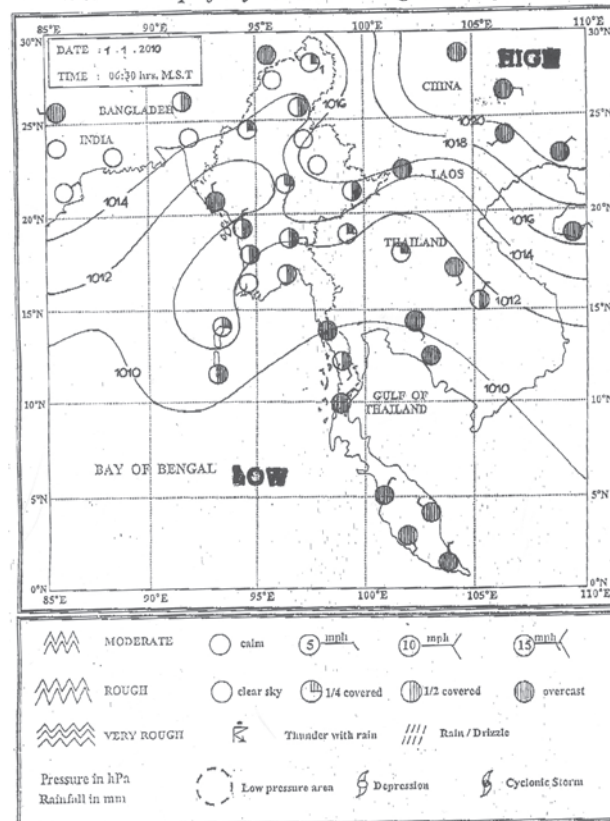 85°E 90°E 95°E 100°E 105°E 110°E
30°N 30°N
DATE : 1-1-2010
TIME : 06:30 hrs. M.S.T
HIGH
CHINA
1016
BANGLADEH
1020
25°N 25°N
INDIA
1018
LAOS
1014
20°N 20°N
1016
THAILAND
1014
1012
1012
15°N 15°N
1010
1010
10°N 10°N
GULF OF
THAILAND
BAY OF BENGAL LOW
5°N 5°N
0°N 0°N
85°E 90°E 95°E 100°E 105°E 110°E
MODERATE calm 5 mph 10 mph 15 mph
ROUGH clear sky 1/4 covered 1/2 covered overcast
VERY ROUGH Thunder with rain Rain / Drizzle
Pressure in hPa
Rainfall in mm
Low pressure area Depression Cyclonic Storm